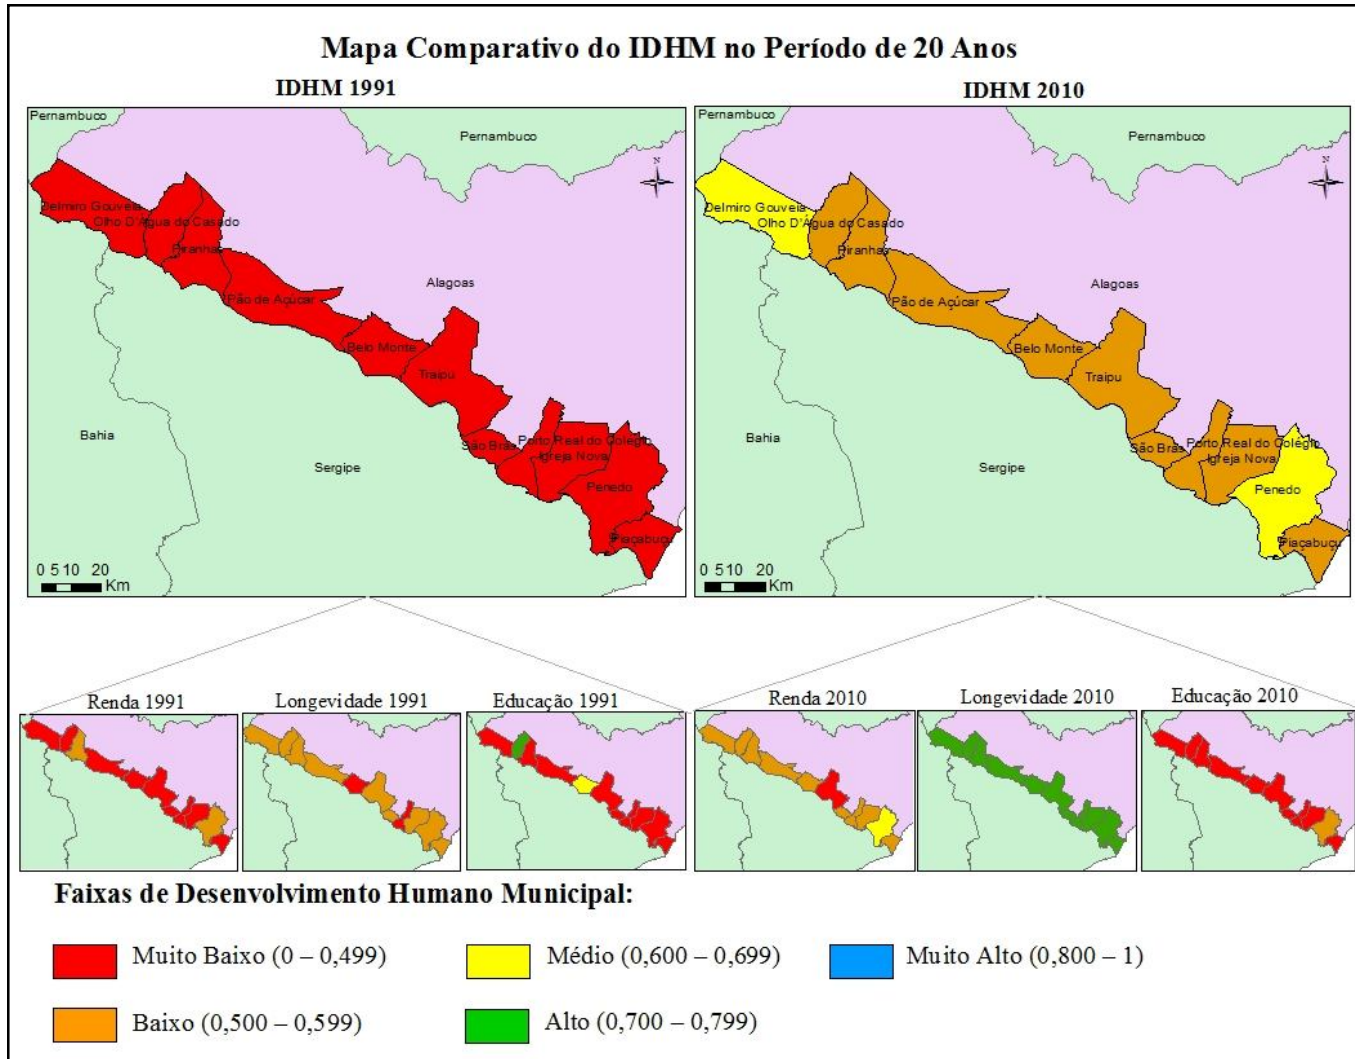 Mapa Comparativo do IDHM no Período de 20 Anos
IDHM 1991
IDHM 2010
Pernambuco
Pernambuco
N
Delmiro Gouveia
Olho D'Água do Casado
Piranhas
Alagoas
Pão de Açúcar
Belo Monte
Traipu
Bahia
São Brás
Porto Real do Colégio
Igreja Nova
Sergipe
Penedo
Piaçabuçu
0 5 10 20
Km
Pernambuco
Pernambuco
N
Delmiro Gouveia
Olho D'Água do Casado
Piranhas
Alagoas
Pão de Açúcar
Belo Monte
Traipu
Bahia
São Brás
Porto Real do Colégio
Igreja Nova
Sergipe
Penedo
Piaçabuçu
0 5 10 20
Km
Renda 1991
Longevidade 1991
Educação 1991
Renda 2010
Longevidade 2010
Educação 2010
Faixas de Desenvolvimento Humano Municipal:
Muito Baixo (0 – 0,499)
Médio (0,600 – 0,699)
Muito Alto (0,800 – 1)
Baixo (0,500 – 0,599)
Alto (0,700 – 0,799)